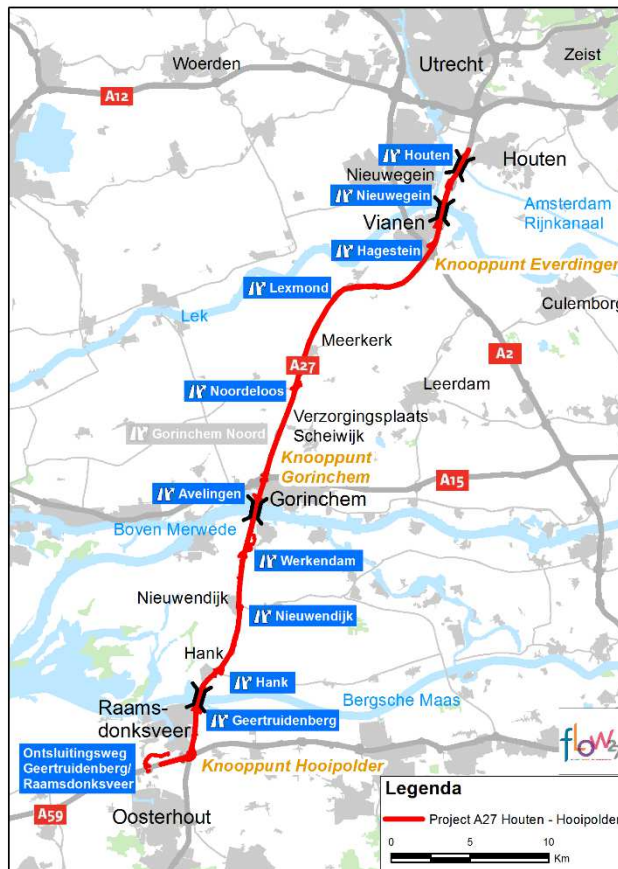 Woerden
Utrecht
Zeist
A12
Houten
Houten
Nieuwegein
Nieuwegein
Amsterdam
Rijnkanaal
Vianen
Hagestein
Knooppunt Everdingen
Lexmond
Culemborg
Lek
Meerkerk
A2
A27
Noordeloos
Leerdam
Verzorgingsplaats
Scheiwijk
Gorinchem Noord
Knooppunt
Gorinchem
A15
Avelingen
Gorinchem
Boven Merwede
Werkendam
Nieuwendijk
Nieuwendijk
Hank
Hank
Bergsche Maas
Raams-
donksveer
Geertruidenberg
Ontsluitingsweg
Geertruidenberg/
Raamsdonksveer
Knooppunt Hooipolder
flow27
A59
Oosterhout
Legenda
Project A27 Houten - Hooipolder
0 5 10
Km